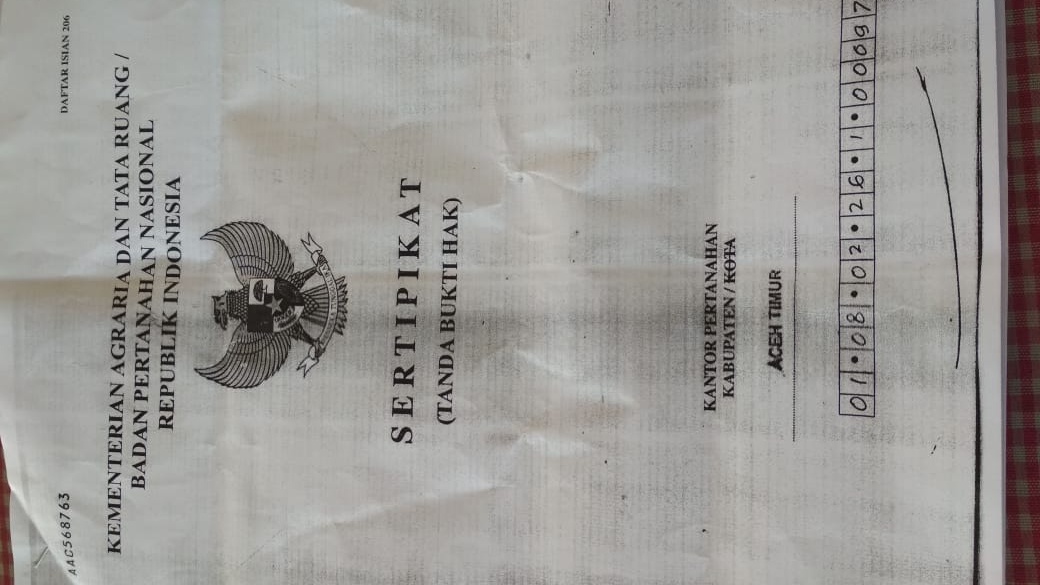 AAC568763
DAFTAR ISIAN 206
KEMENTERIAN AGRARIA DAN TATA RUANG /
BADAN PERTANAHAN NASIONAL
REPUBLIK INDONESIA
SERTIPIKAT
(TANDA BUKTI HAK)
KANTOR PERTANAHAN
KABUPATEN / KOTA
ACEH TIMUR
01.08.02.26.1.00097